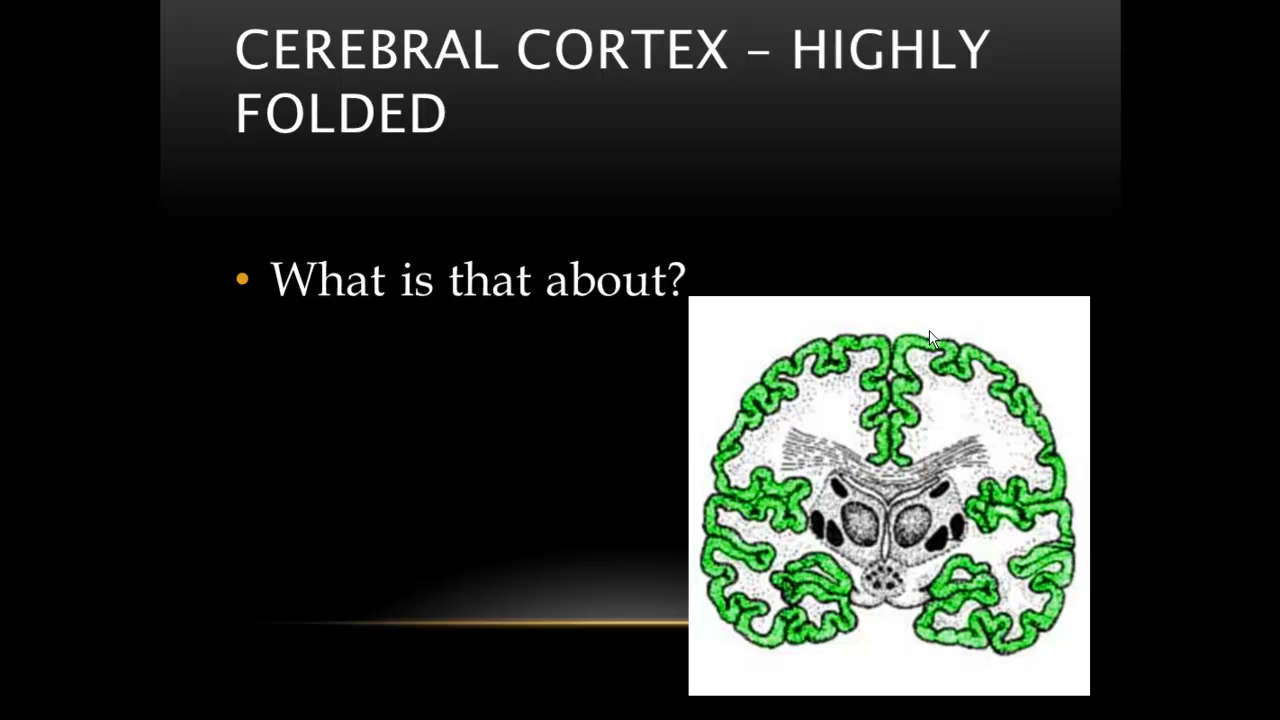 CEREBRAL CORTEX – HIGHLY
FOLDED
• What is that about?